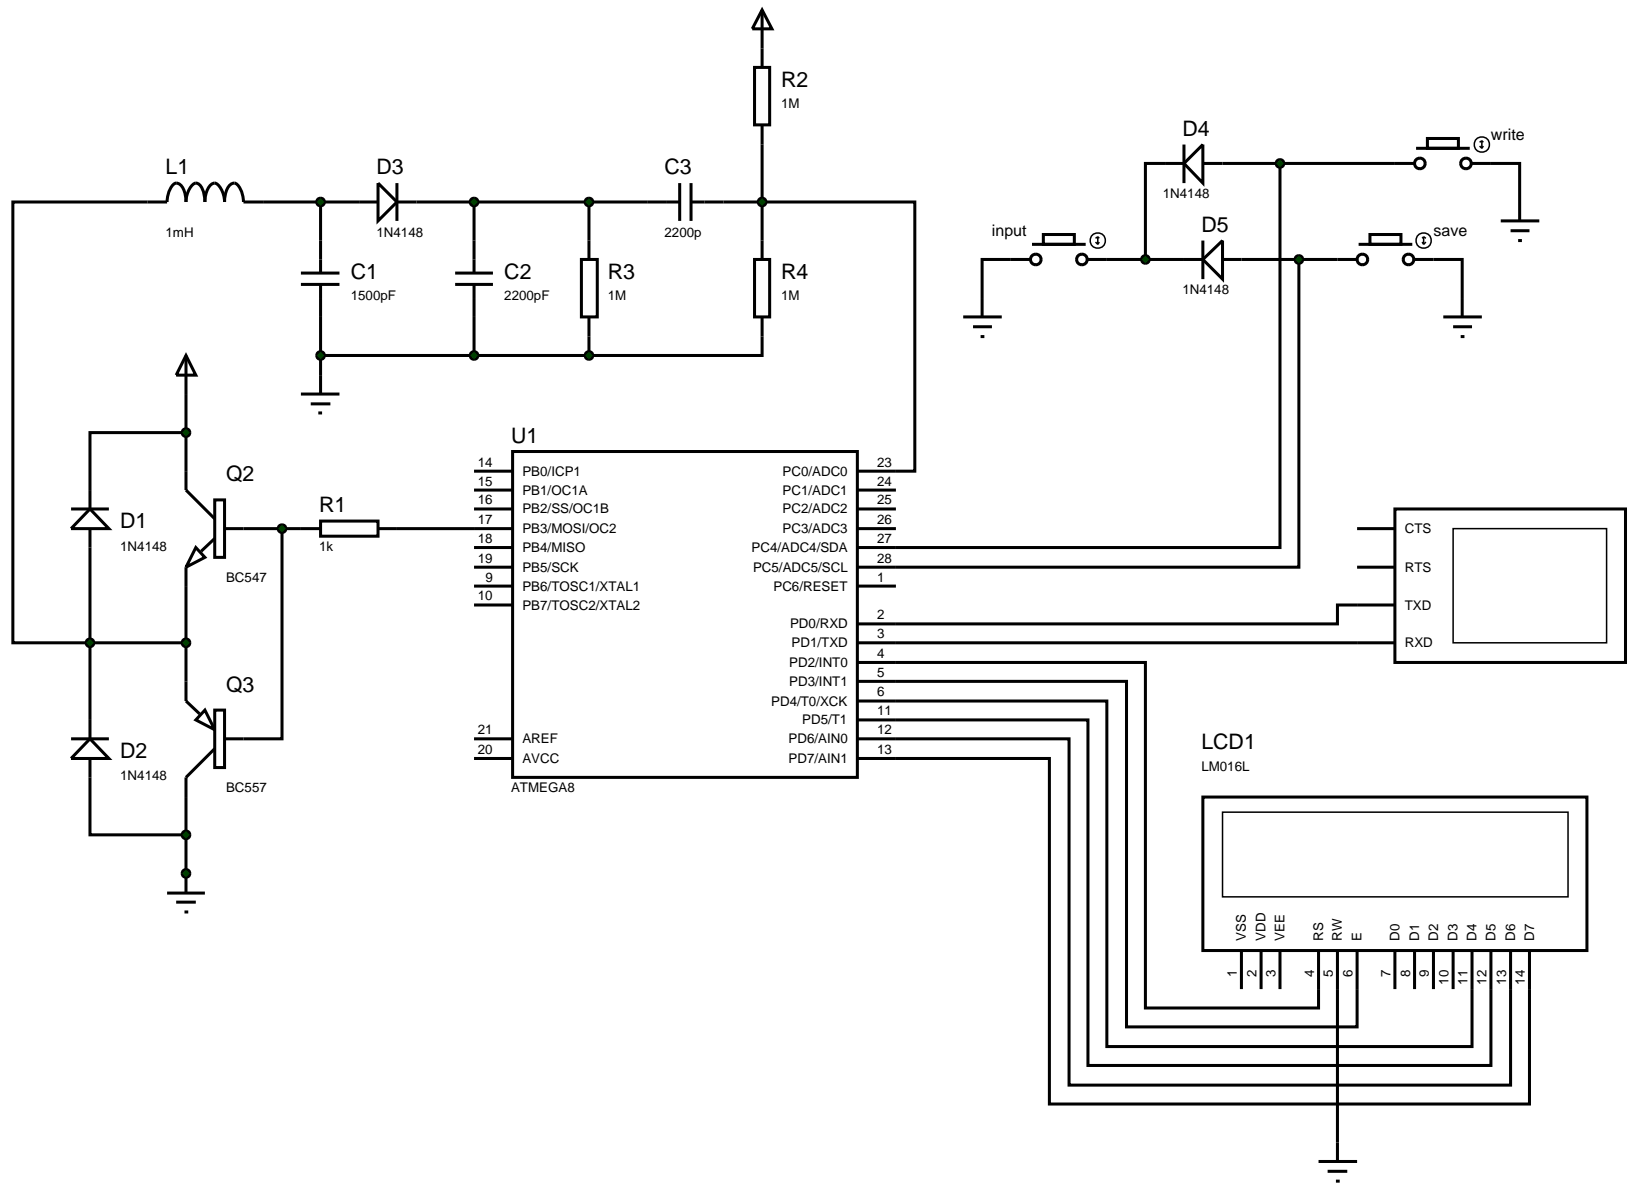 R2
1M
L1
1mH
D3
1N4148
C3
2200p
C1
1500pF
C2
2200pF
R3
1M
R4
1M
D4
1N4148
write
D5
1N4148
input
save
Q2
BC547
D1
1N4148
R1
1k
Q3
BC557
D2
1N4148
U1
14 PB0/ICP1 PC0/ADC0 23
15 PB1/OC1A PC1/ADC1 24
16 PB2/SS/OC1B PC2/ADC2 25
17 PB3/MOSI/OC2 PC3/ADC3 26
18 PB4/MISO PC4/ADC4/SDA 27
19 PB5/SCK PC5/ADC5/SCL 28
9 PB6/TOSC1/XTAL1 PC6/RESET 1
10 PB7/TOSC2/XTAL2
PD0/RXD 2
PD1/TXD 3
PD2/INT0 4
PD3/INT1 5
PD4/T0/XCK 6
PD5/T1 11
21 AREF PD6/AIN0 12
20 AVCC PD7/AIN1 13
ATMEGA8
CTS
RTS
TXD
RXD
LCD1
LM016L
VSS VDD VEE RS RW E D0 D1 D2 D3 D4 D5 D6 D7
1 2 3 4 5 6 7 8 9 10 11 12 13 14